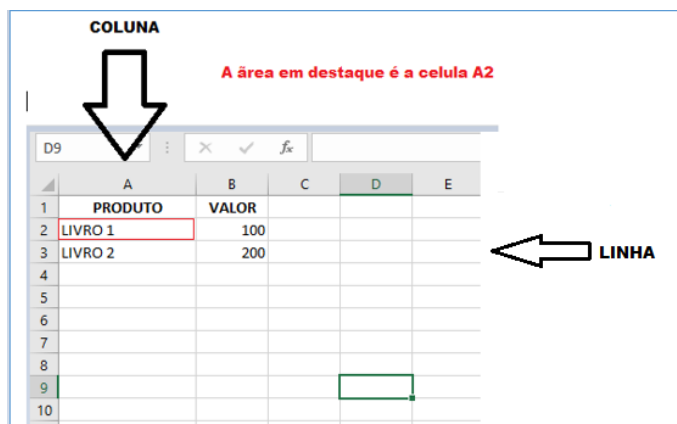 COLUNA
A ärea em destaque é a celula A2
D9 fx
A B C D E
1 PRODUTO VALOR
2 LIVRO 1 100
3 LIVRO 2 200
LINHA
4
5
6
7
8
9
10